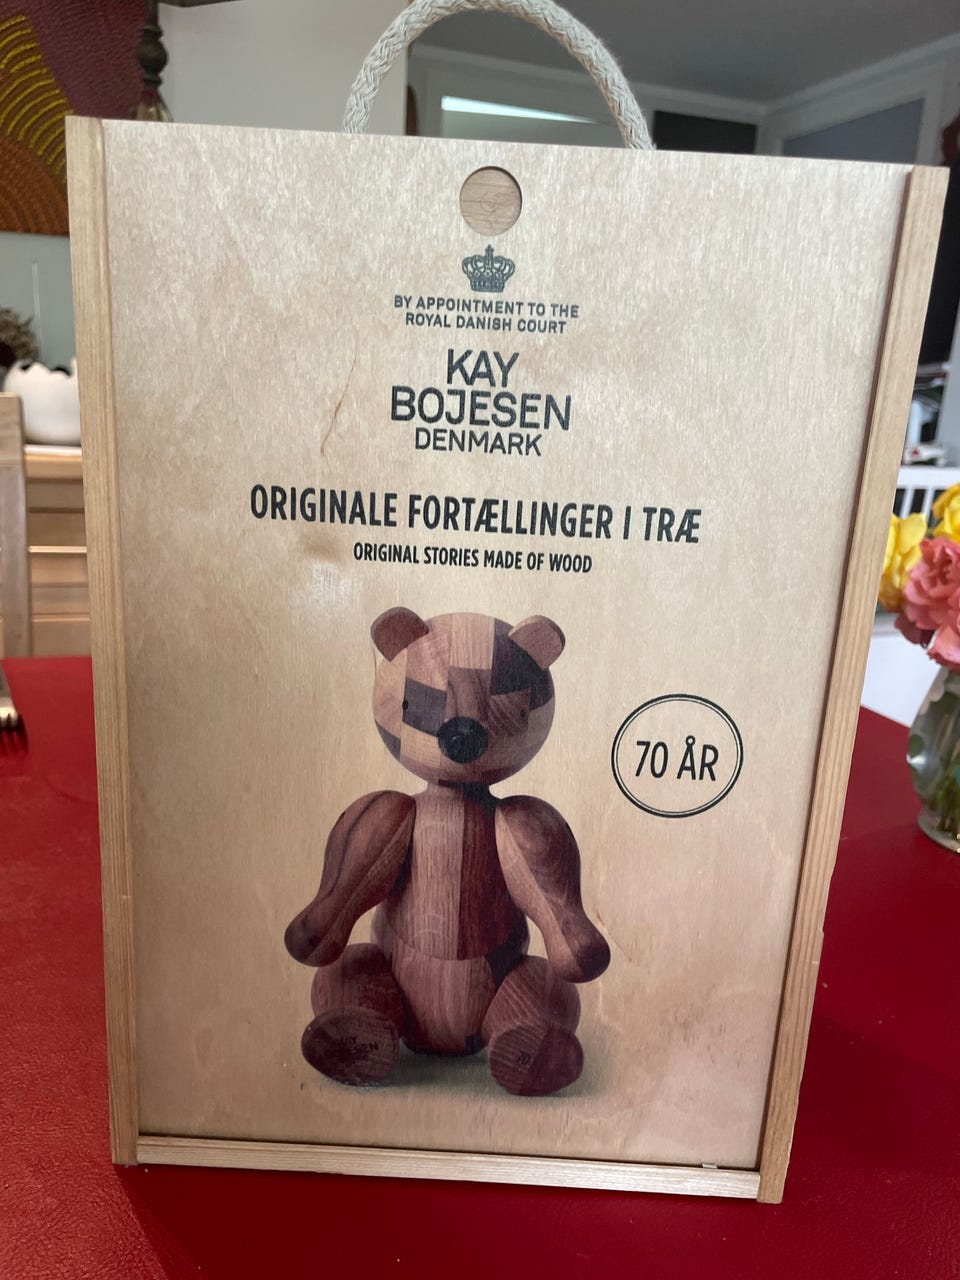 BY APPOINTMENT TO THE
ROYAL DANISH COURT
KAY
BOJESEN
DENMARK
ORIGINALE FORTÆLLINGER I TRÆ
ORIGINAL STORIES MADE OF WOOD
70 ÅR